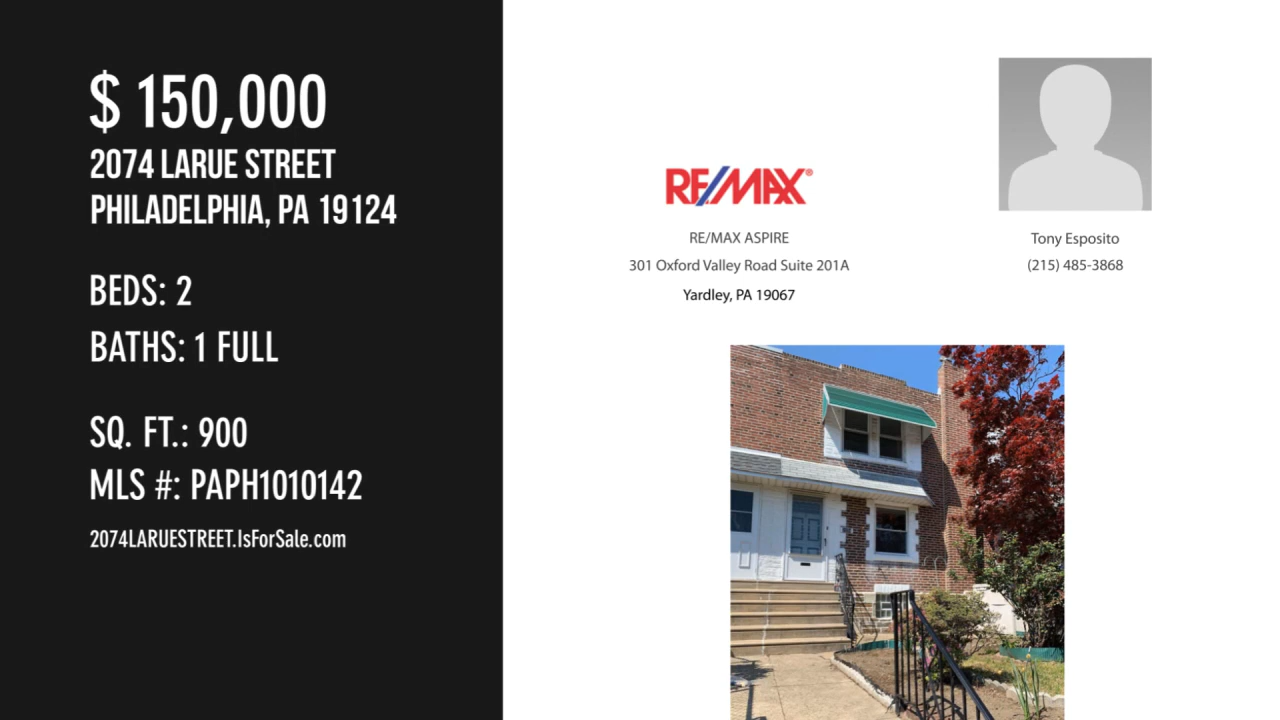 $ 150,000
2074 LARUE STREET
PHILADELPHIA, PA 19124
BEDS: 2
BATHS: 1 FULL
SQ. FT.: 900
MLS #: PAPH1010142
2074LARUESTREET.IsForSale.com
RE/MAX®
RE/MAX ASPIRE
301 Oxford Valley Road Suite 201A
Yardley, PA 19067
Tony Esposito
(215) 485-3868